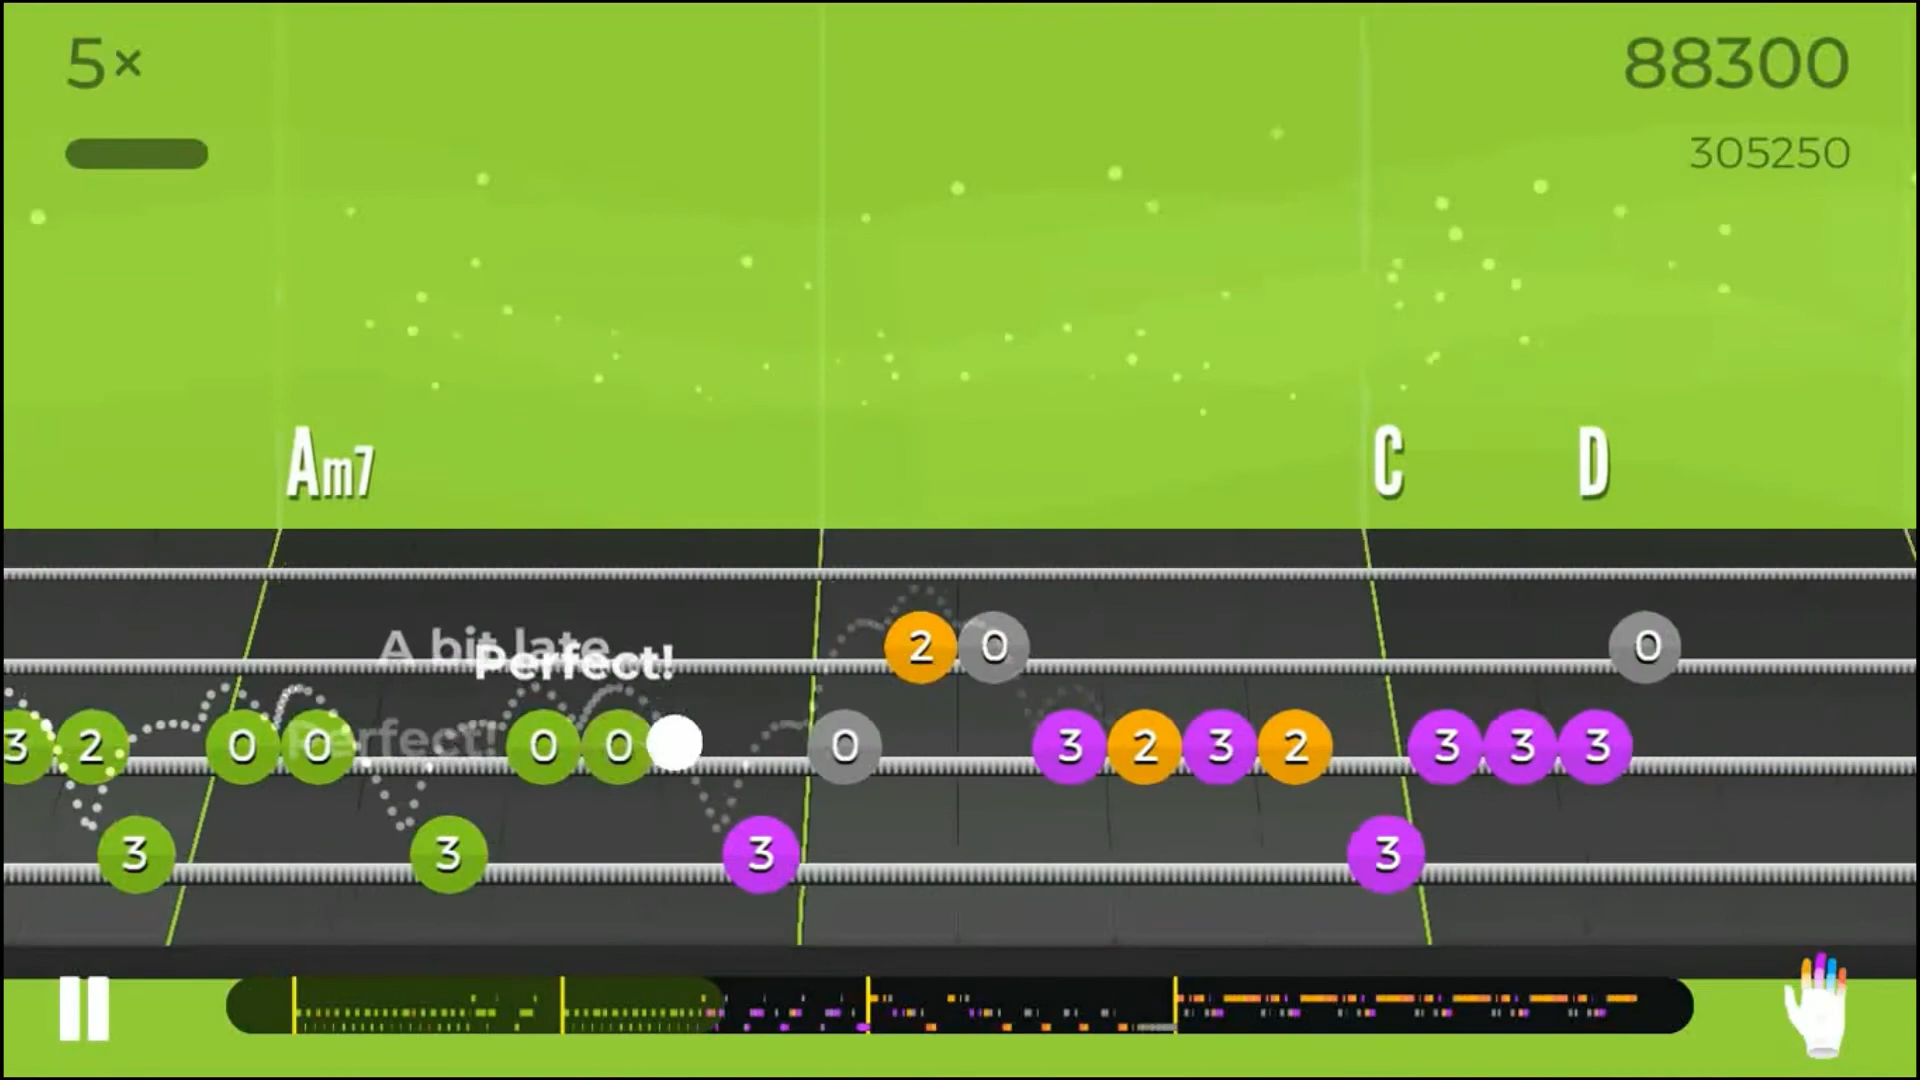 5×
88300
305250
Am7 C D
A bit late
Perfect!
2 0 0
Perfect!
3 2 0 0 0 0 0 3 2 3 2 3 3 3
3 3 3 3